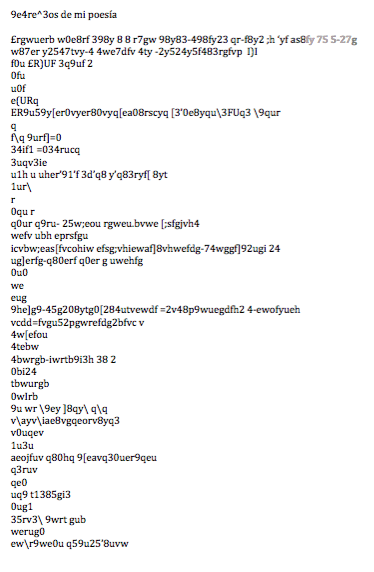 9e4re^3os de mi poesía
£rgwuerb w0e8rf 398y 8 8 r7gw 98y83-498fy23 qr-f8y2 ;h ‘yf as8fy 75 5-27g
w87er y2547tvy-4 4we7dfv 4ty -2y524y5f483rgfvp  I)I
f0u £R)UF 3q9uf 2
0fu
u0f
e(URq
ER9u59y[er0vyer80vyq[ea08rscyq [3’0e8yqu\3FUq3 \9qur
q
f\q 9urf]=0
34if1 =034rucq
3uqv3ie
u1h u uher’91’f 3d’q8 y’q83ryf[ 8yt
1ur\
r
0qu r
q0ur q9ru- 25w;eou rgweu.bvwe [;sfgjvh4
wefv ubh eprsfgu
icvbw;eas[fvcohiw efsg;vhiewaf]8vhwefdg-74wggf]92ugi 24
ug]erfg-q80erf q0er g uwehfg
0u0
we
eug
9he]g9-45g208ytg0[284utvewdf =2v48p9wuegdfh2 4-ewofyueh
vcdd=fvgu52pgwrefdg2bfvc v
4w[efou
4tebw
4bwrgb-iwrtb9i3h 38 2
0bi24
tbwurgb
0wIrb
9u wr \9ey ]8qy\ q\q
v\ayv\iae8vgqeorv8yq3
v0uqev
1u3u
aeojfuv q80hq 9[eavq30uer9qeu
q3ruv
qe0
uq9 t1385gi3
0ug1
35rv3\ 9wrt gub
werug0
ew\r9we0u q59u25’8uvw